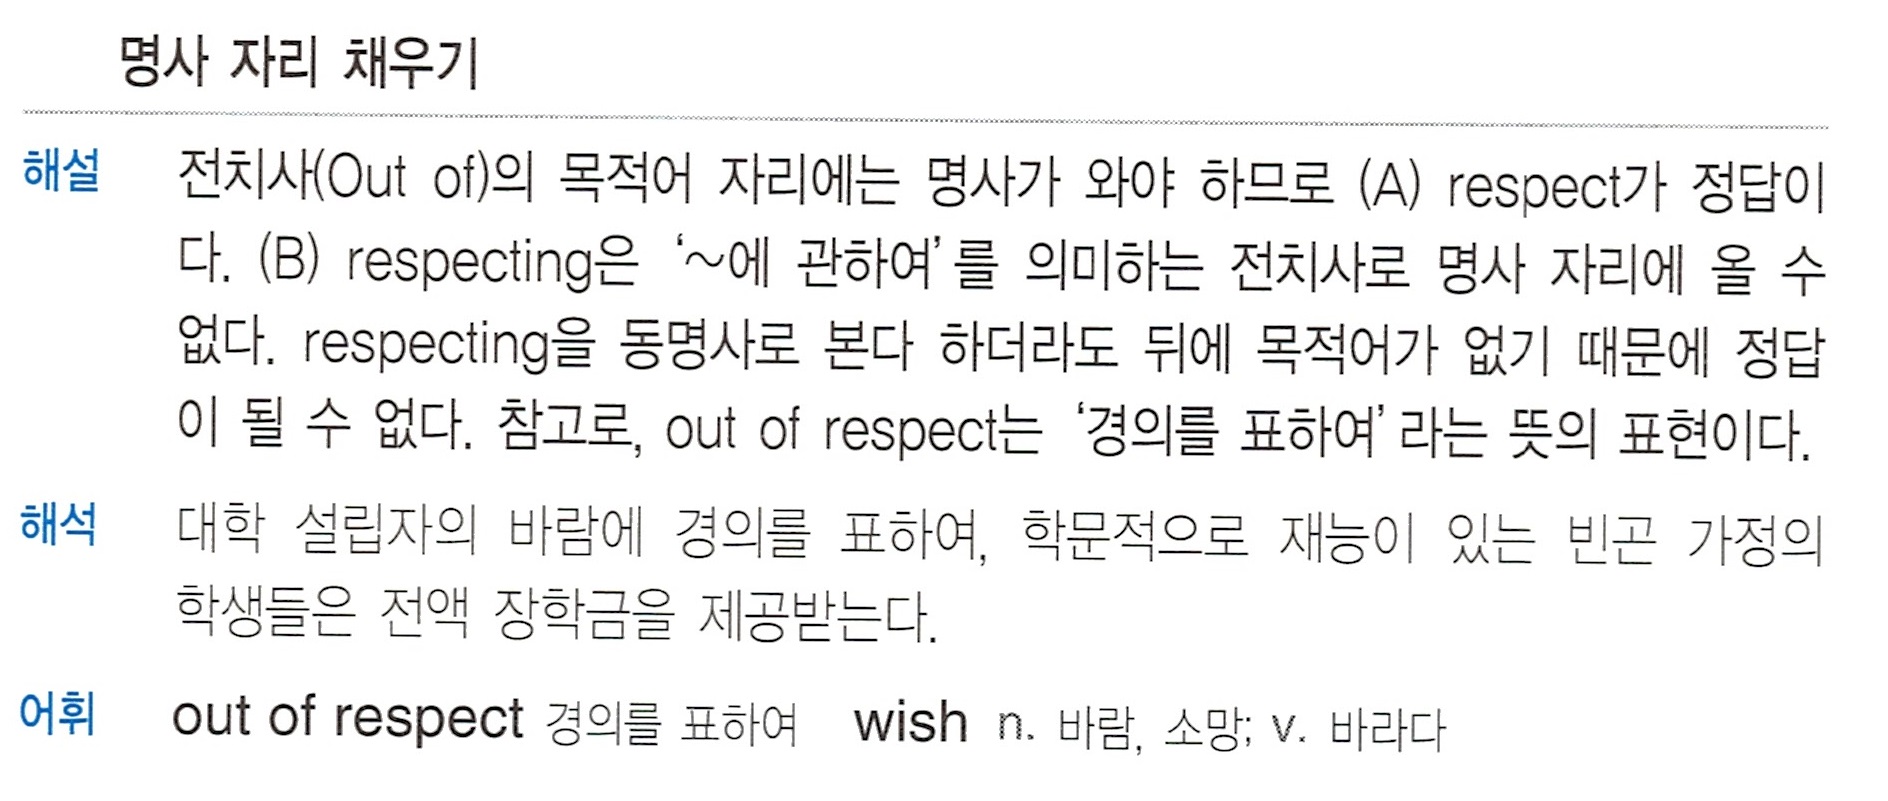 명사 자리 채우기
해설 전치사(Out of)의 목적어 자리에는 명사가 와야 하므로 (A) respect가 정답이
다. (B) respecting은 ‘~에 관하여’를 의미하는 전치사로 명사 자리에 올 수
없다. respecting을 동명사로 본다 하더라도 뒤에 목적어가 없기 때문에 정답
이 될 수 없다. 참고로, out of respect는 ‘경의를 표하여’라는 뜻의 표현이다.
해석 대학 설립자의 바람에 경의를 표하여, 학문적으로 재능이 있는 빈곤 가정의
학생들은 전액 장학금을 제공받는다.
어휘 out of respect 경의를 표하여 wish n. 바람, 소망; v. 바라다